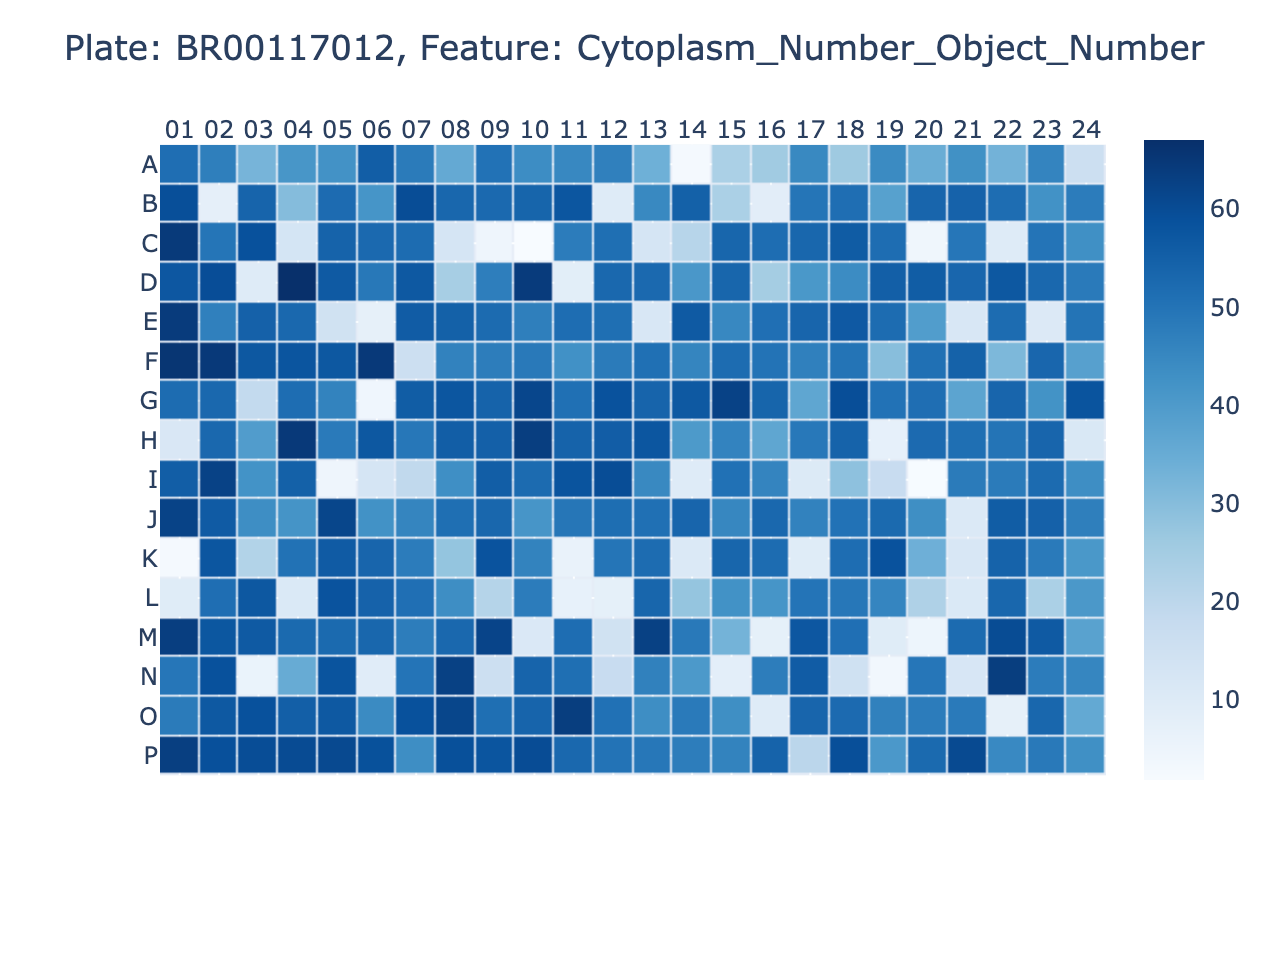 Plate: BR00117012, Feature: Cytoplasm_Number_Object_Number
01 02 03 04 05 06 07 08 09 10 11 12 13 14 15 16 17 18 19 20 21 22 23 24
A
B
C
D
E
F
G
H
I
J
K
L
M
N
O
P
60
50
40
30
20
10